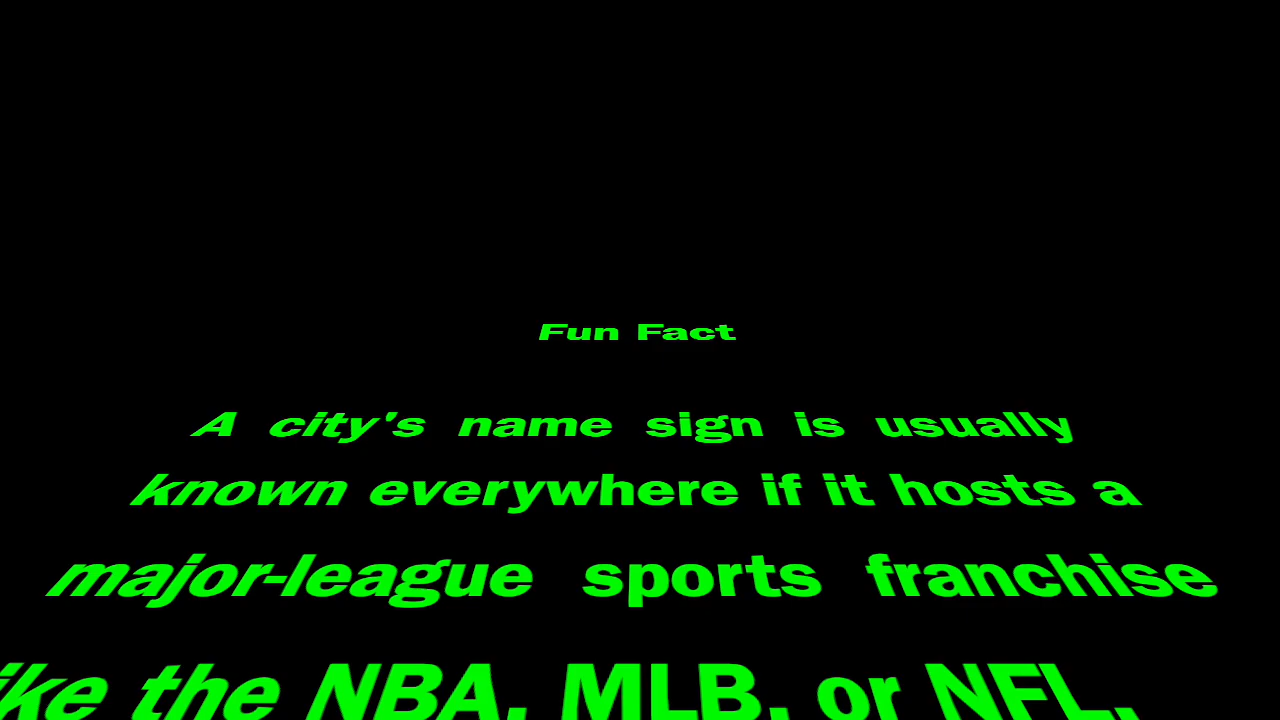 Fun Fact
A city's name sign is usually
known everywhere if it hosts a
major-league sports franchise
like the NBA, MLB, or NFL.